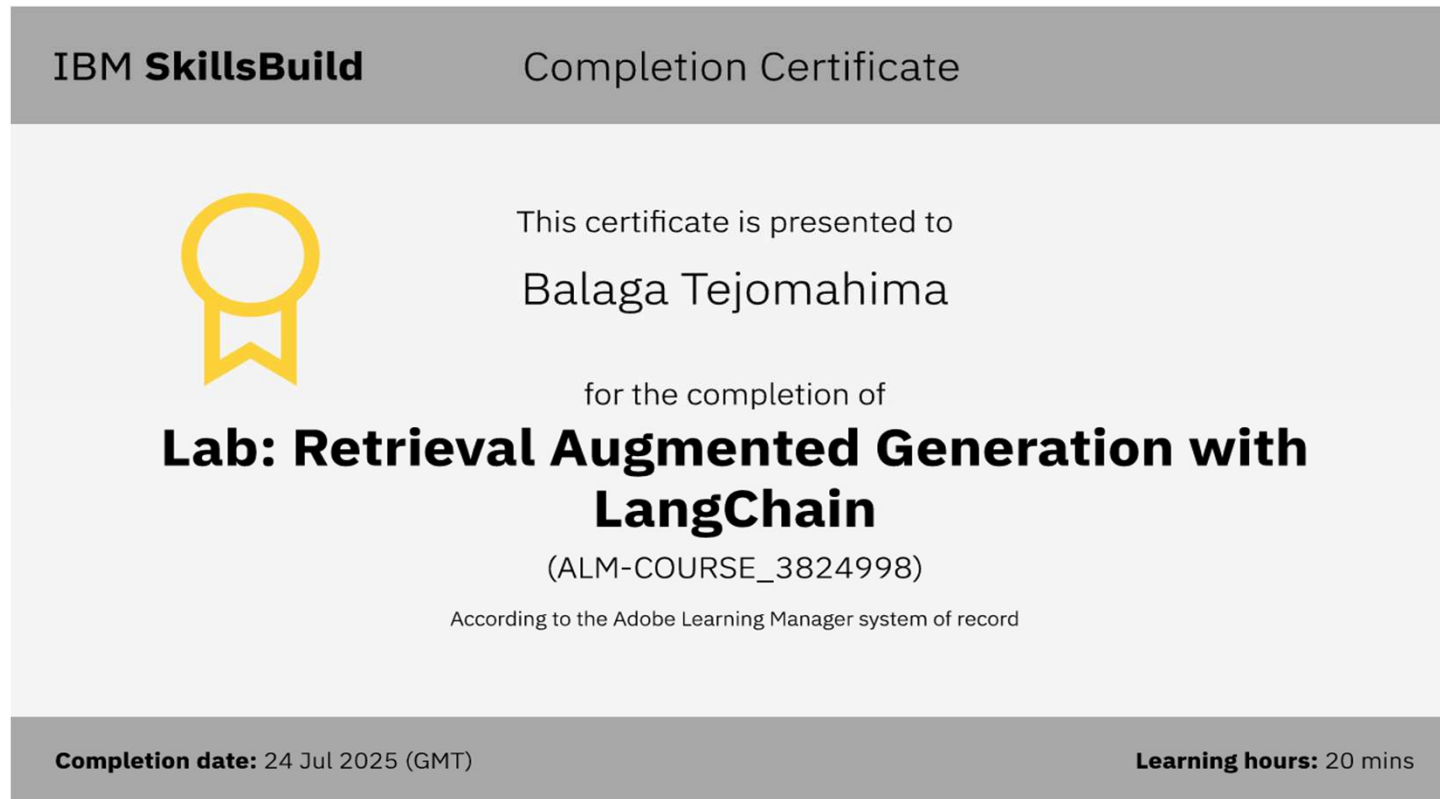 IBM SkillsBuild
Completion Certificate
This certificate is presented to
Balaga Tejomahima
for the completion of
Lab: Retrieval Augmented Generation with
LangChain
(ALM-COURSE_3824998)
According to the Adobe Learning Manager system of record
Completion date: 24 Jul 2025 (GMT)
Learning hours: 20 mins